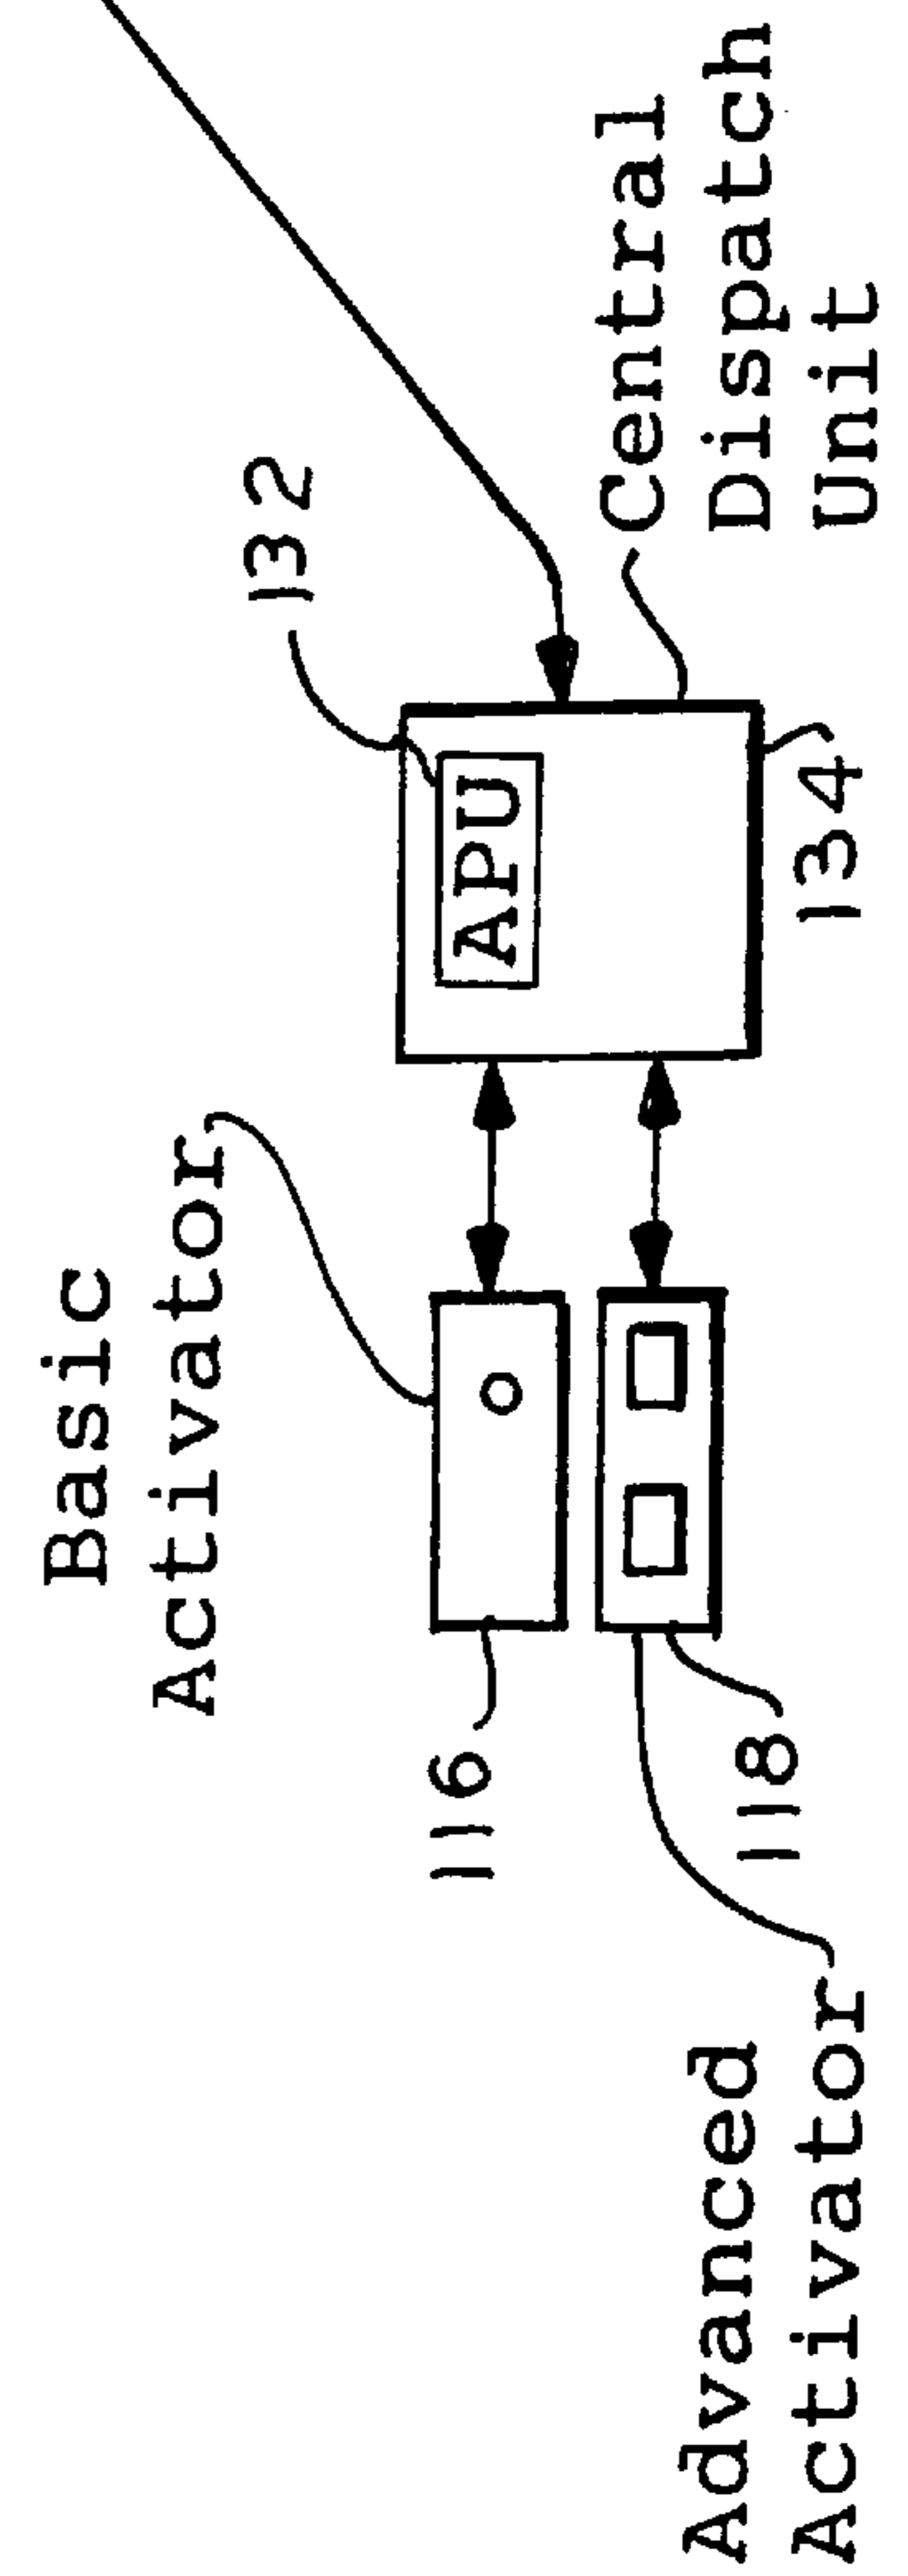 Basic
Activator
132
116
APU
Central
Dispatch
Unit
134
118
Advanced
Activator